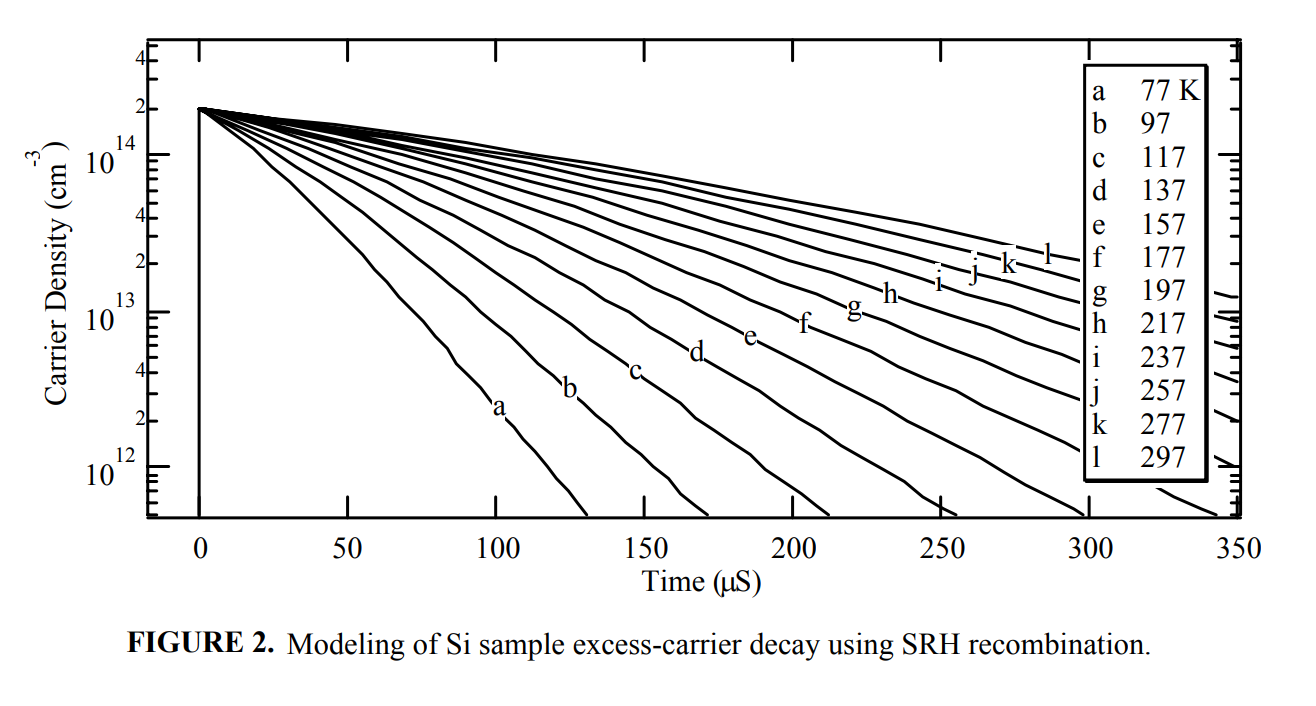 4
2
10^14
4
2
10^13
4
2
10^12
Carrier Density (cm^-3)
a 77 K
b 97
c 117
d 137
e 157
f 177
g 197
h 217
i 237
j 257
k 277
l 297
a
b
c
d
e
f
g
h
i
j
k
l
0 50 100 150 200 250 300 350
Time (µS)
FIGURE 2. Modeling of Si sample excess-carrier decay using SRH recombination.